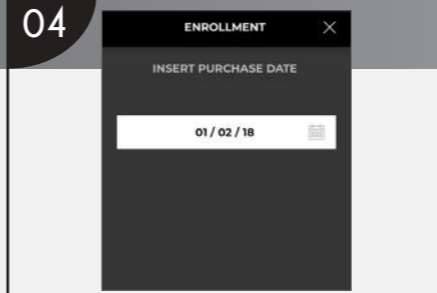 04
ENROLLMENT
INSERT PURCHASE DATE
01 / 02 / 18